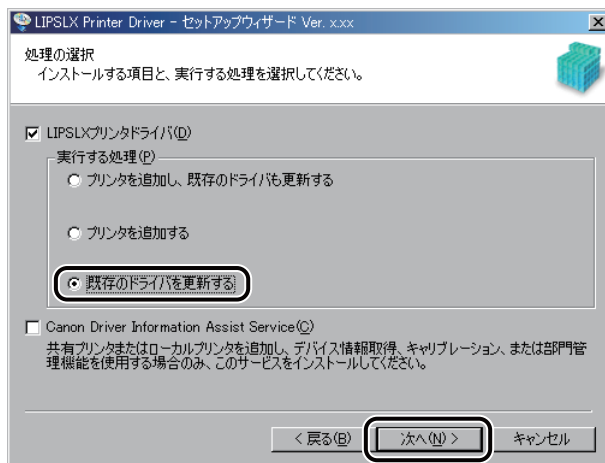 LIPSLX Printer Driver - セットアップウィザード Ver. x.xx
処理の選択
インストールする項目と、実行する処理を選択してください。
LIPSLXプリンタドライバ(D)
実行する処理(P)
プリンタを追加し、既存のドライバも更新する
プリンタを追加する
既存のドライバを更新する
Canon Driver Information Assist Service(C)
共有プリンタまたはローカルプリンタを追加し、デバイス情報取得、キャリブレーション、または部門管
理機能を使用する場合のみ、このサービスをインストールしてください。
< 戻る(B) 次へ(N) > キャンセル